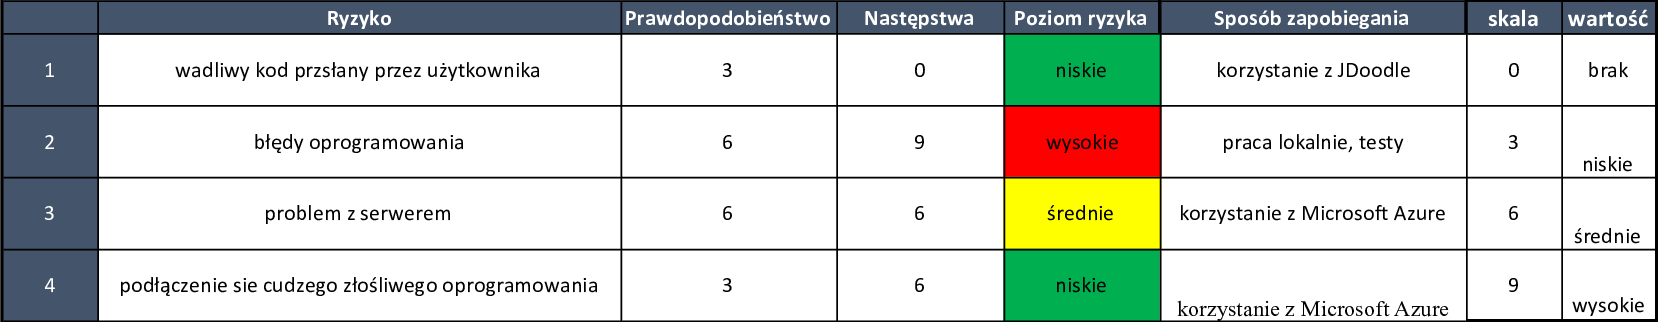 Ryzyko Prawdopodobieństwo Następstwa Poziom ryzyka Sposób zapobiegania skala wartość
1 wadliwy kod przsłany przez użytkownika 3 0 niskie korzystanie z JDoodle 0 brak
2 błędy oprogramowania 6 9 wysokie praca lokalnie, testy 3 niskie
3 problem z serwerem 6 6 średnie korzystanie z Microsoft Azure 6 średnie
4 podłączenie sie cudzego złośliwego oprogramowania 3 6 niskie korzystanie z Microsoft Azure 9 wysokie